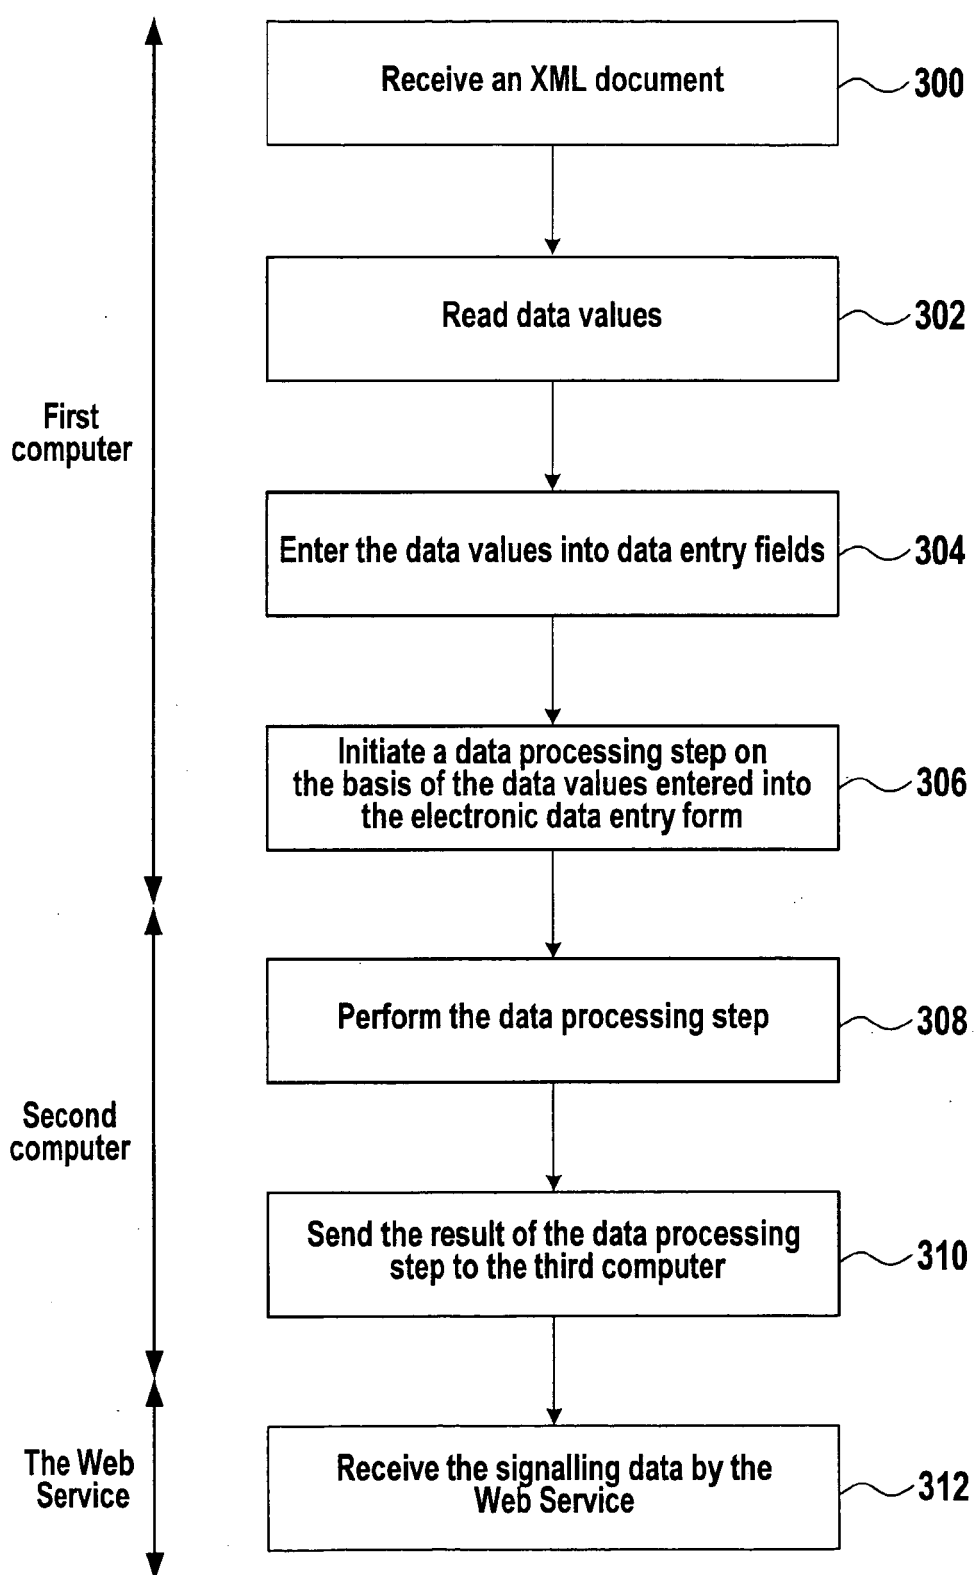 Receive an XML document
300
Read data values
302
First
computer
Enter the data values into data entry fields
304
Initiate a data processing step on
the basis of the data values entered into
the electronic data entry form
306
Perform the data processing step
308
Second
computer
Send the result of the data processing
step to the third computer
310
The Web
Service
Receive the signalling data by the
Web Service
312